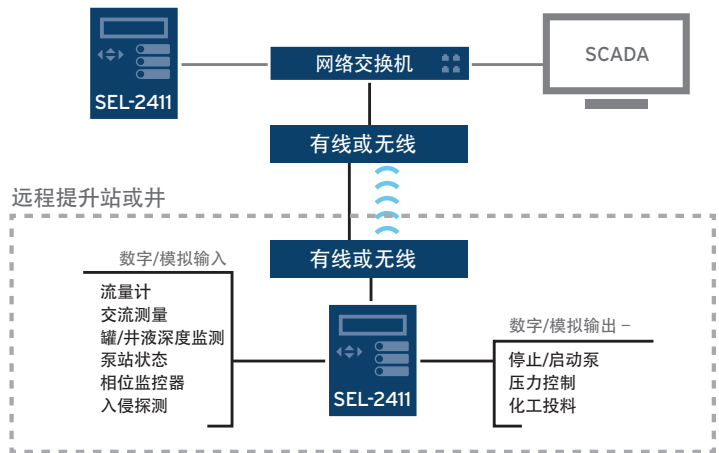 网络交换机
SCADA
SEL-2411
有线或无线
远程提升站或井
有线或无线
数字/模拟输入
流量计
交流测量
罐/井液深度监测
泵站状态
相位监控器
入侵探测
SEL-2411
数字/模拟输出 –
停止/启动泵
压力控制
化工投料